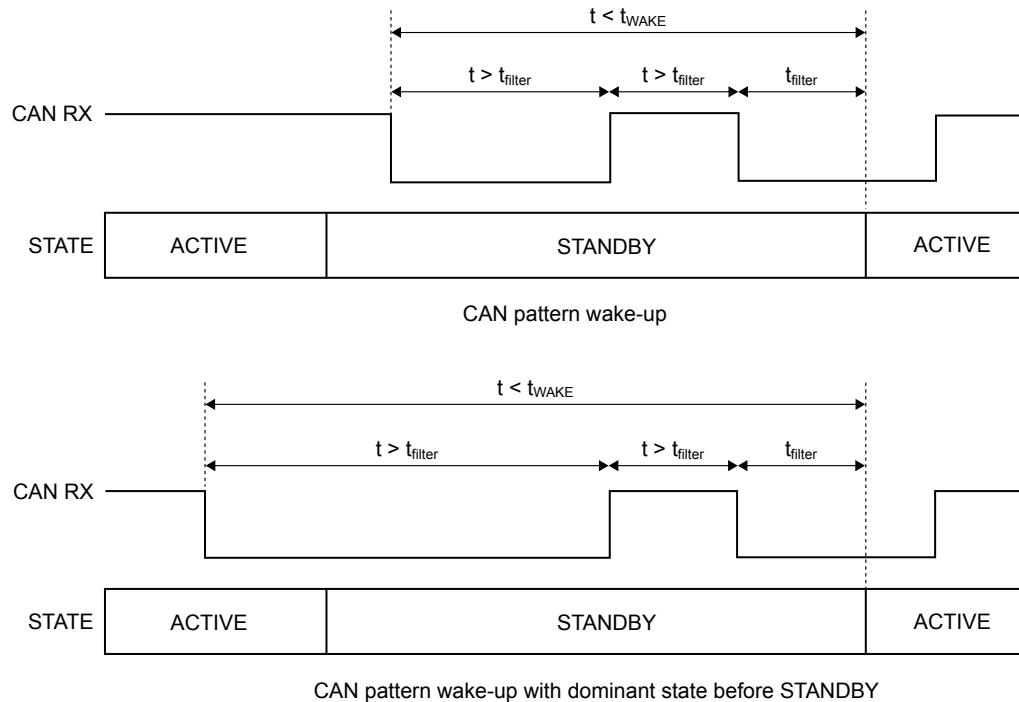 t < tWAKE
t > tfilter t > tfilter tfilter
CAN RX
STATE ACTIVE STANDBY ACTIVE
CAN pattern wake-up
t < tWAKE
t > tfilter t > tfilter tfilter
CAN RX
STATE ACTIVE STANDBY ACTIVE
CAN pattern wake-up with dominant state before STANDBY